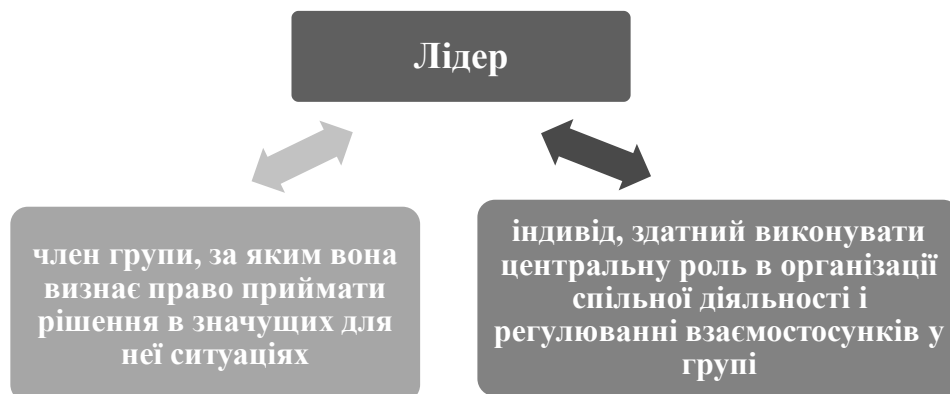 Лідер
член групи, за яким вона
визнає право приймати
рішення в значущих для
неї ситуаціях
індивід, здатний виконувати
центральну роль в організації
спільної діяльності і
регулюванні взаємостосунків у
групі